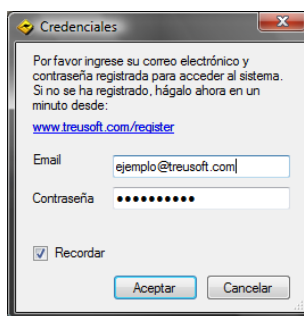 Credenciales
Por favor ingrese su correo electrónico y
contraseña registrada para acceder al sistema.
Si no se ha registrado, hágalo ahora en un
minuto desde:
www.treusoft.com/register
Email
ejemplo@treusoft.com
Contraseña
••••••••••
Recordar
Aceptar
Cancelar